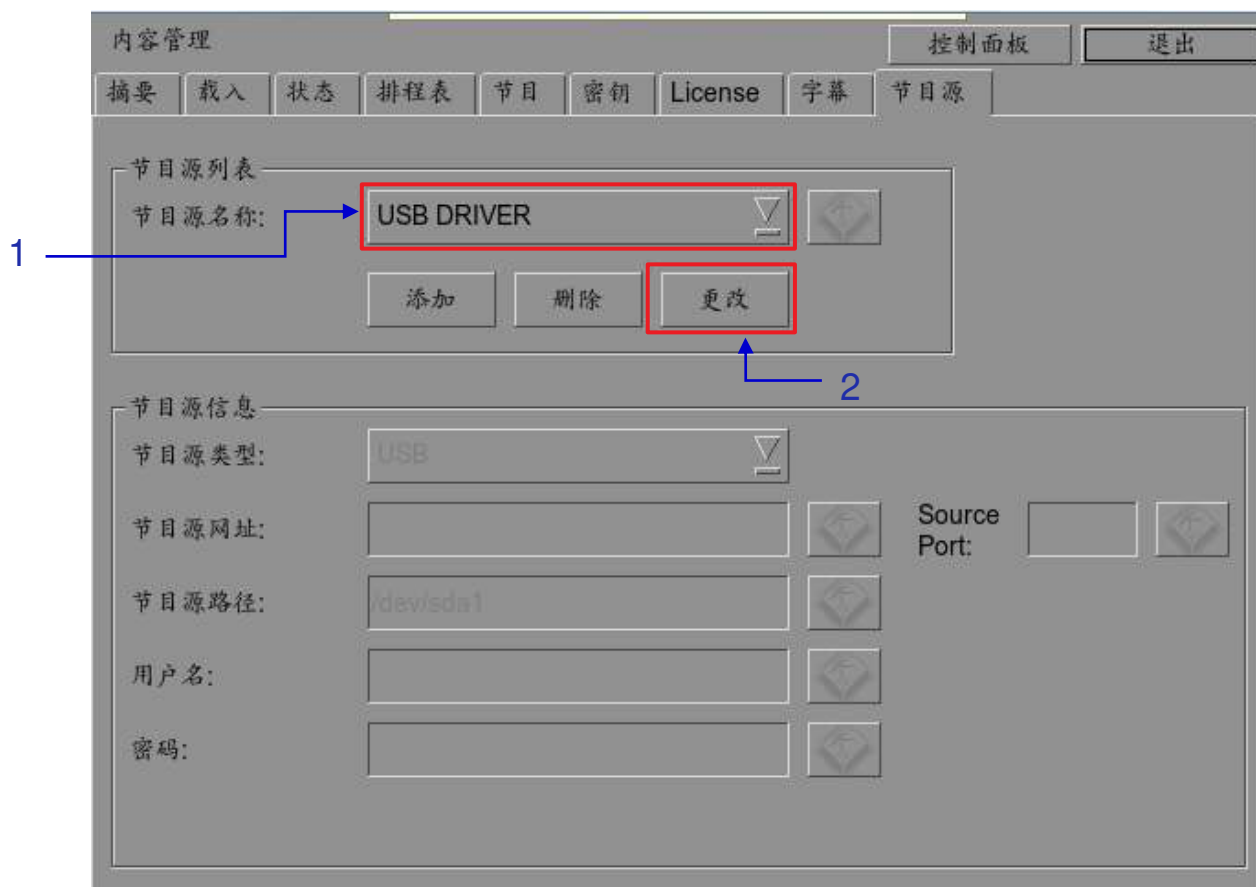 内容管理
控制面板 退出
摘要 载入 状态 排程表 节目 密钥 License 字幕 节目源
节目源列表
节目源名称: USB DRIVER
1
添加 删除 更改
2
节目源信息
节目源类型: USB
节目源网址: Source Port:
节目源路径: /dev/sda1
用户名:
密码: